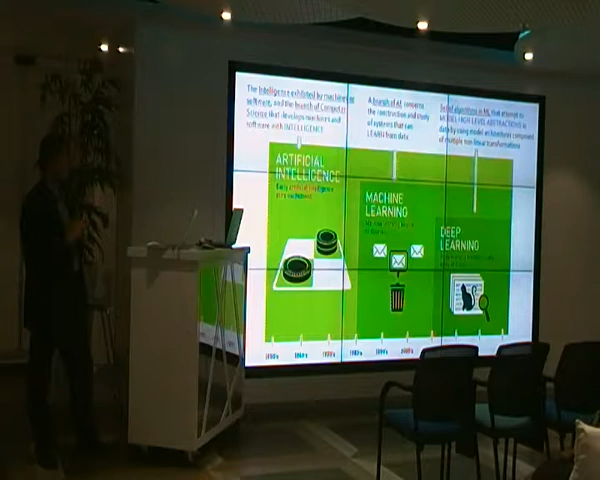 The Intelligence exhibited by machines or
software, and the branch of Computer
Science that develops machines and
software with INTELLIGENCE
A branch of AI, concerns
the construction and study
of systems that can
LEARN from data
Set of algorithms in ML that attempt to
MODEL HIGH LEVEL ABSTRACTIONS in
data by using model architectures composed
of multiple non-linear transformations
ARTIFICIAL
INTELLIGENCE
Early artificial intelligence
MACHINE
LEARNING
DEEP
LEARNING
1950's
1960's
1970's
1980's
1990's
2000's